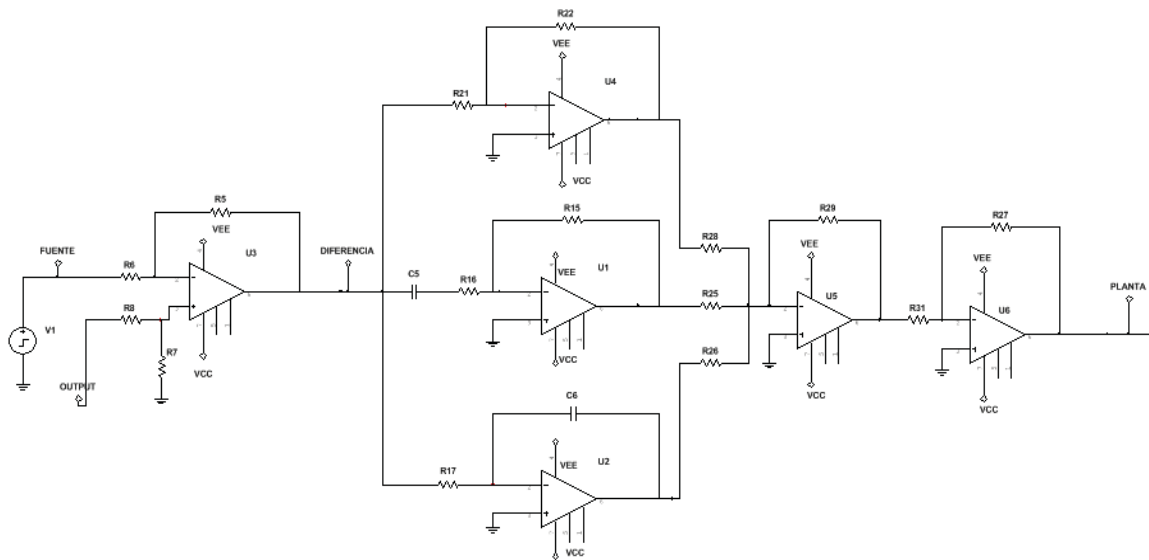 R22
VEE
U4
R21
VCC
R5
VEE
U3
FUENTE
DIFERENCIA
R6
R8
V1
R7
VCC
OUTPUT
R15
C5
R16
VEE
U1
VCC
R28
R25
R26
R29
VEE
U5
VCC
R27
VEE
R31
U6
VCC
PLANTA
C6
R17
VEE
U2
VCC